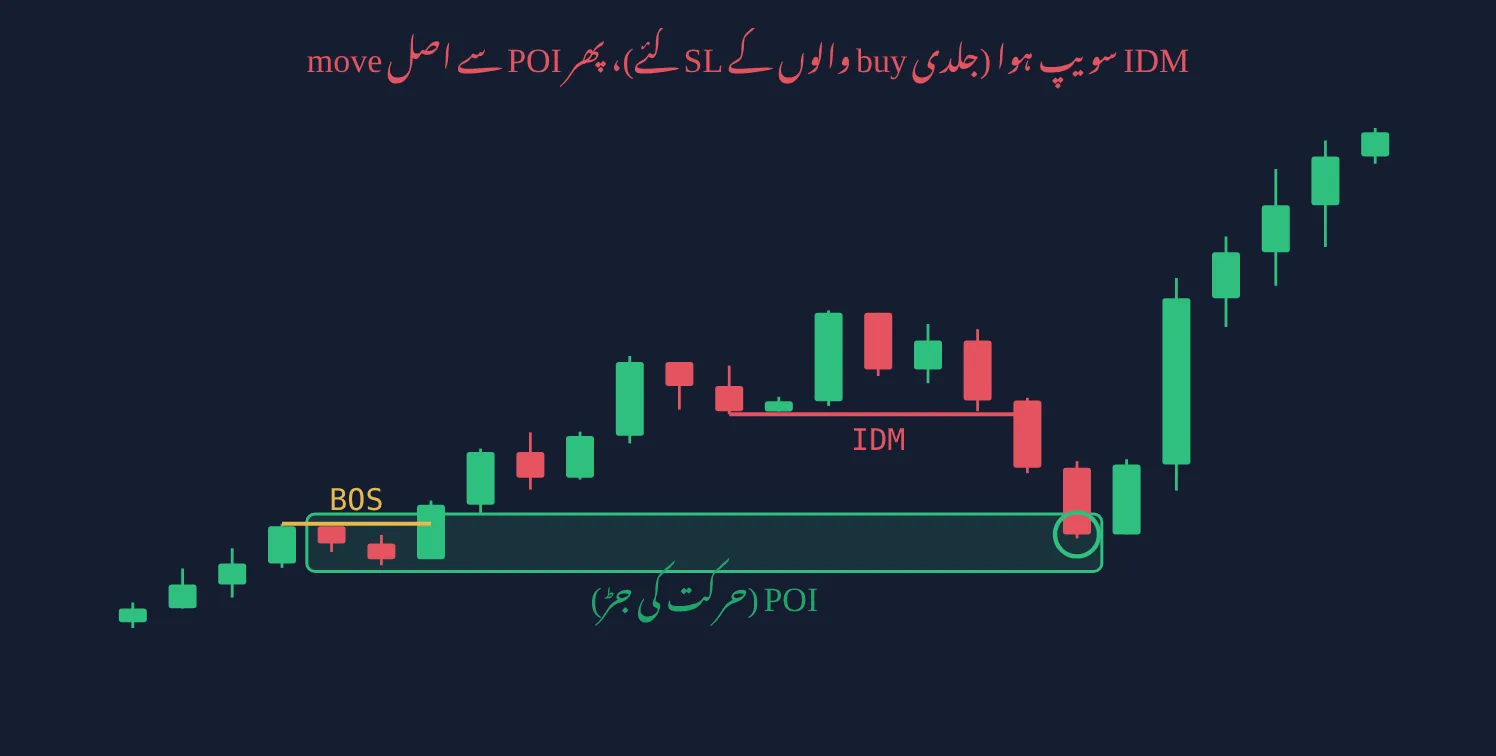 IDM سویپ ہوا (جلدی buy والوں کے SL لئے)، پھر POI سے اصل move
BOS
IDM
POI (حرکت کی جڑ)